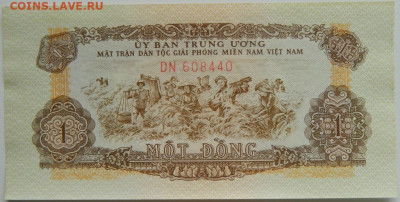 COINS.ЛАВЕ.RU
ỦY BAN TRUNG ƯƠNG
MẶT TRẬN DÂN TỘC GIẢI PHÓNG MIỀN NAM VIỆT NAM
DN 608440
1 1
MỘT ĐỒNG